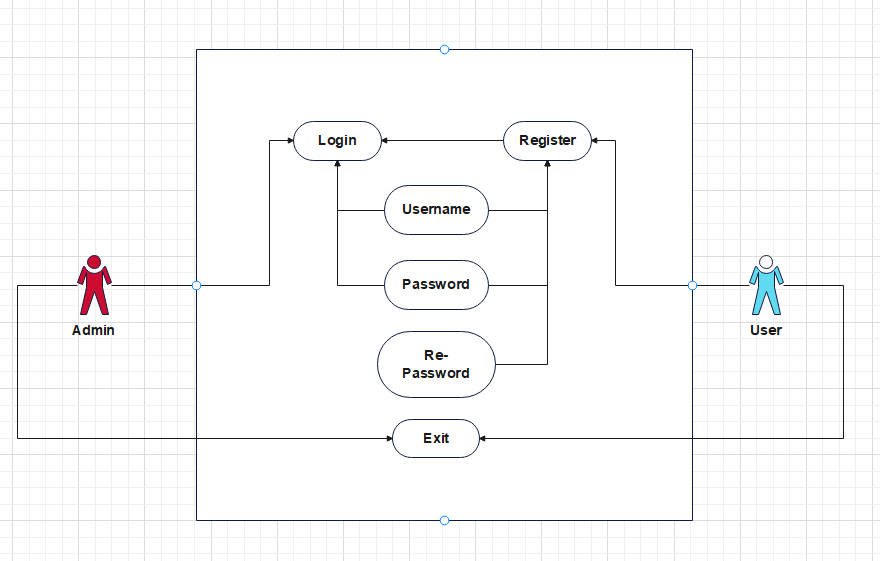 Login
Register
Username
Password
Re-
Password
Exit
Admin
User